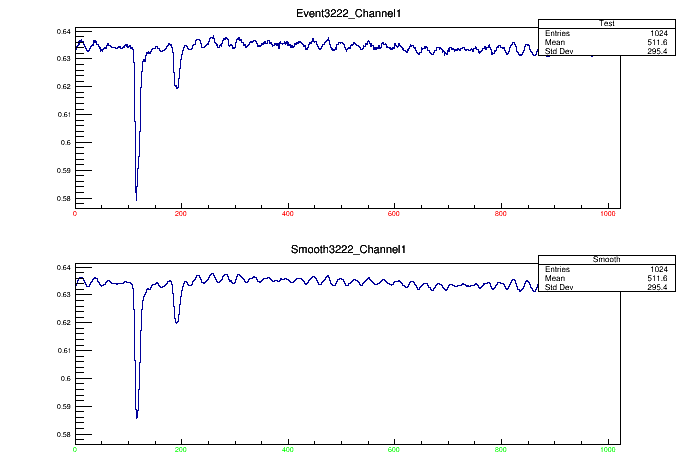 Event3222_Channel1
Test
Entries 1024
Mean 511.6
Std Dev 295.4
0.64
0.63
0.62
0.61
0.6
0.59
0.58
0 200 400 600 800 1000
Smooth3222_Channel1
Smooth
Entries 1024
Mean 511.6
Std Dev 295.4
0.64
0.63
0.62
0.61
0.6
0.59
0.58
0 200 400 600 800 1000